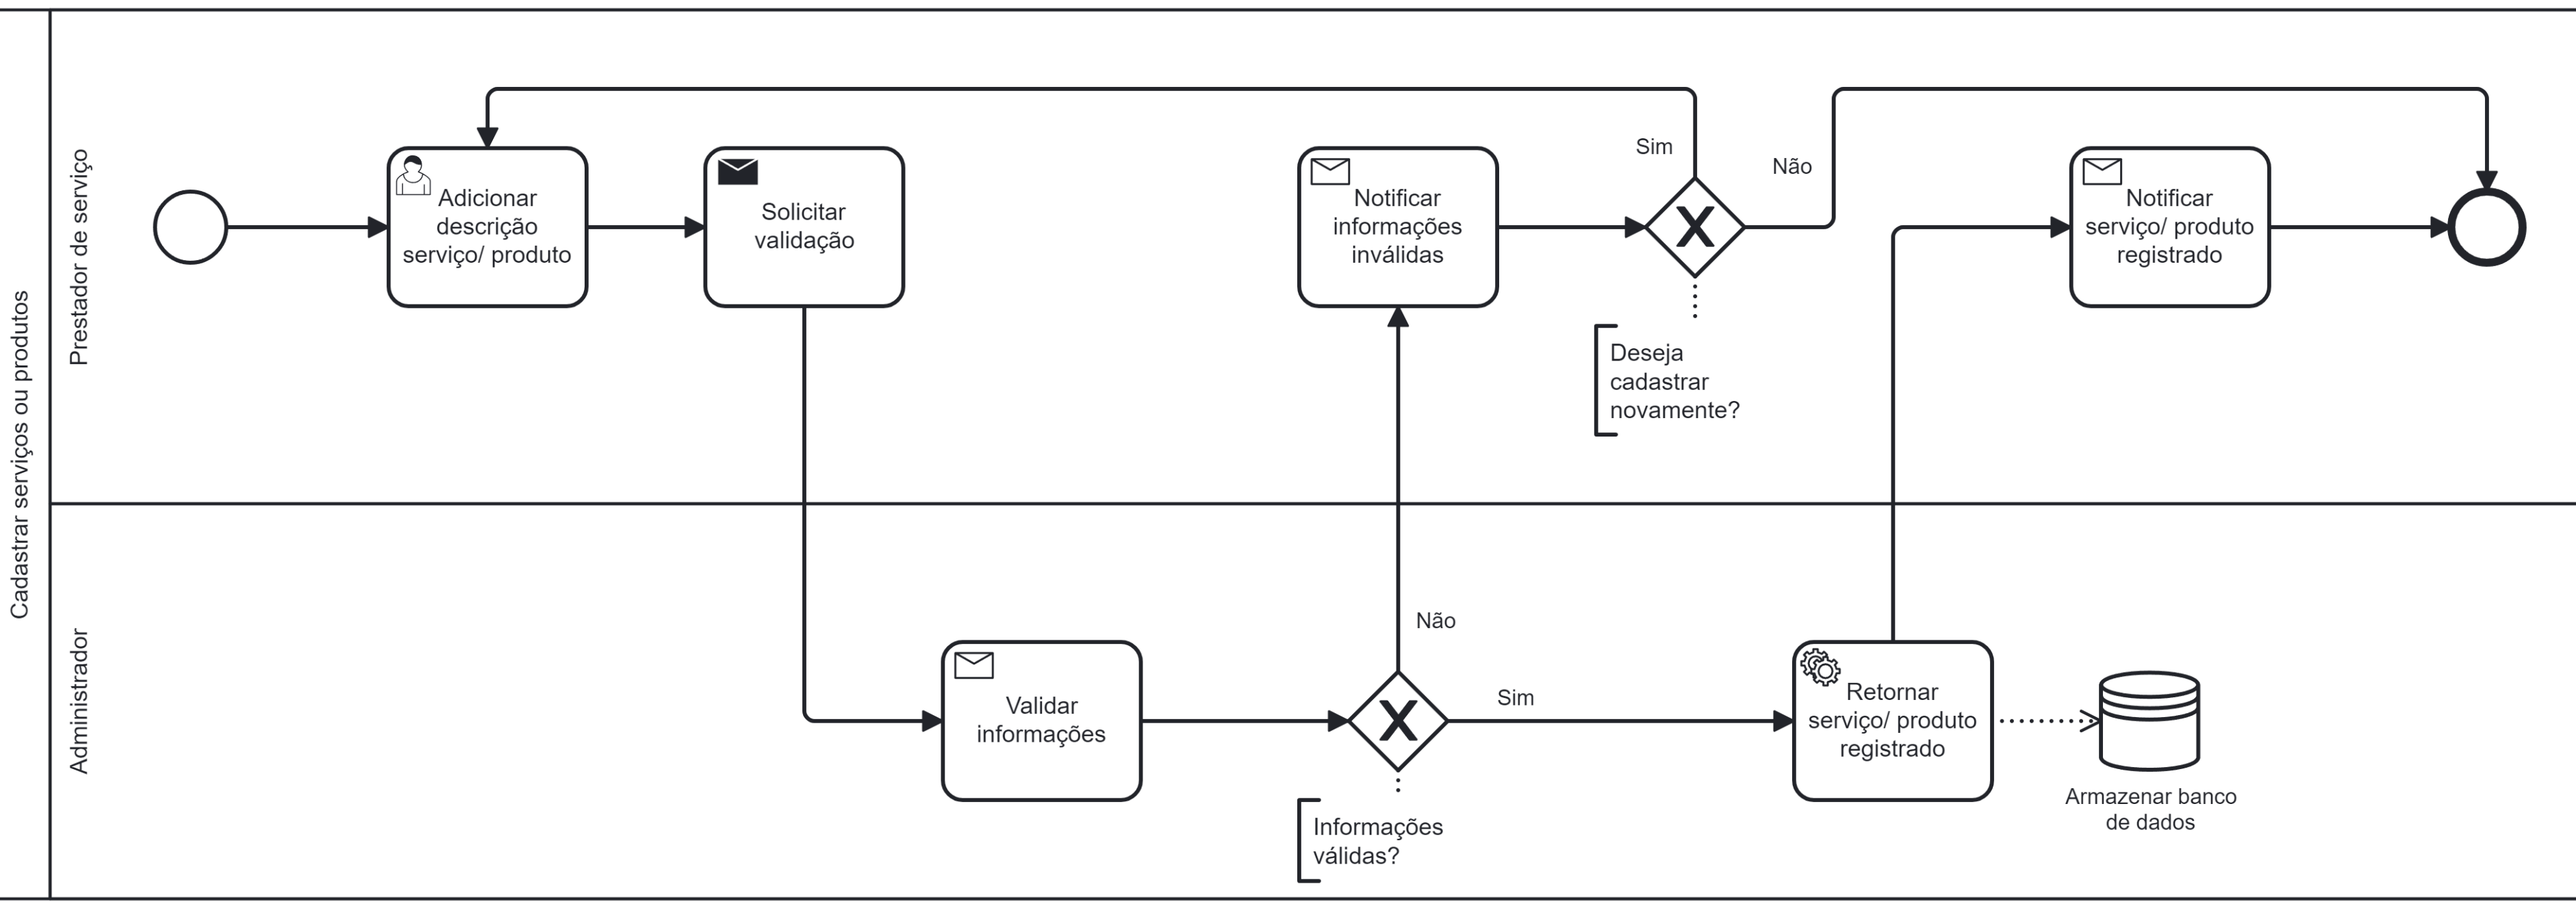 Cadastrar serviços ou produtos
Prestador de serviço
Adicionar
descrição
serviço/ produto
Solicitar
validação
Notificar
informações
inválidas
Sim
Não
Deseja
cadastrar
novamente?
Notificar
serviço/ produto
registrado
Administrador
Validar
informações
Não
Sim
Informações
válidas?
Retornar
serviço/ produto
registrado
Armazenar banco
de dados